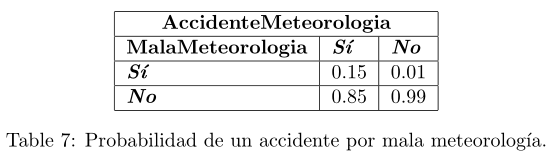 AccidenteMeteorologia
MalaMeteorologia Sí No
Sí 0.15 0.01
No 0.85 0.99
Table 7: Probabilidad de un accidente por mala meteorología.